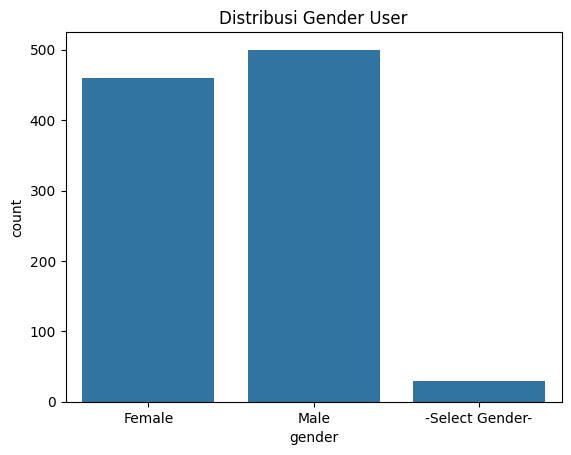 Distribusi Gender User
500
400
300
200
100
0
count
Female
Male
-Select Gender-
gender